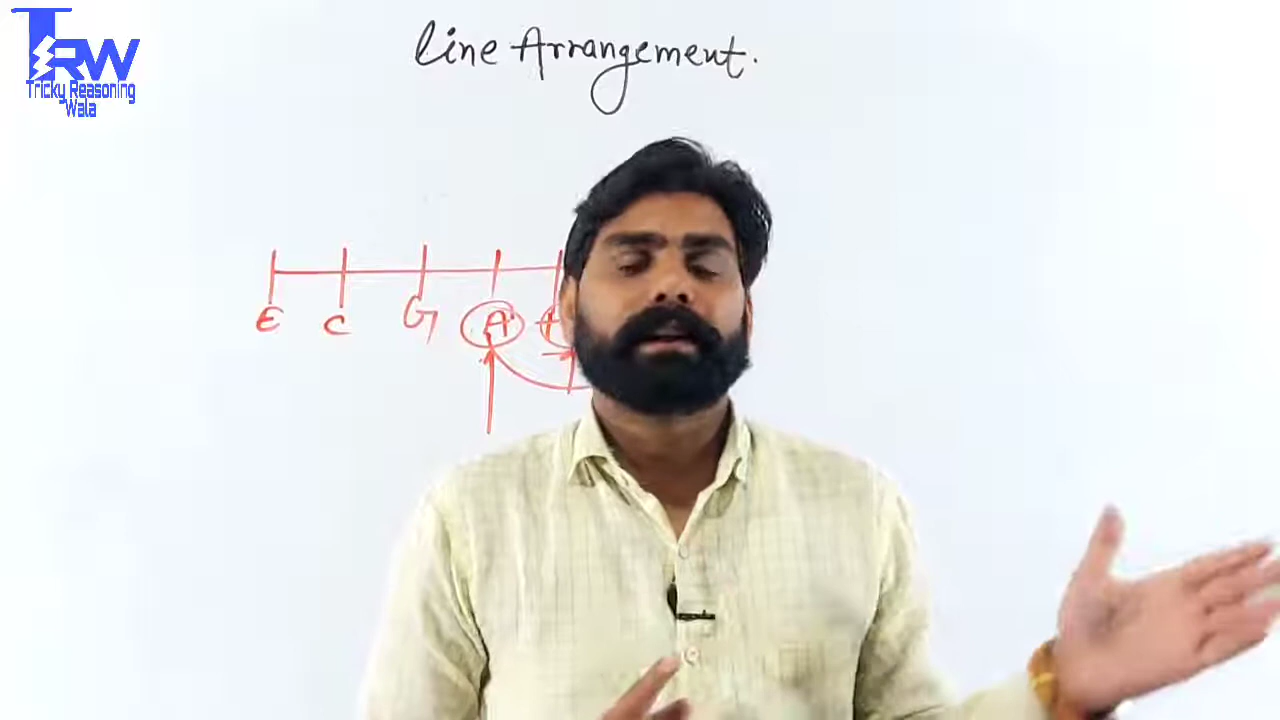 Line Arrangement.
TRW
Tricky Reasoning
Wala
E C G A